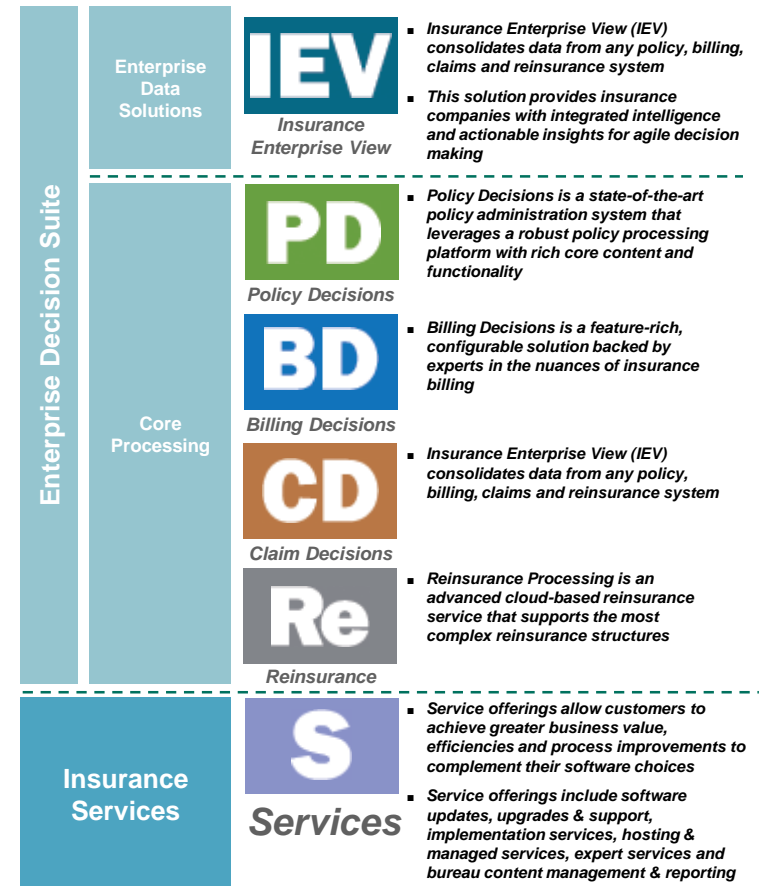 Enterprise Decision Suite
Enterprise
Data
Solutions
IEV
Insurance
Enterprise View
▪ Insurance Enterprise View (IEV)
consolidates data from any policy, billing,
claims and reinsurance system
▪ This solution provides insurance
companies with integrated intelligence
and actionable insights for agile decision
making
Core
Processing
PD
Policy Decisions
▪ Policy Decisions is a state-of-the-art
policy administration system that
leverages a robust policy processing
platform with rich core content and
functionality
BD
Billing Decisions
▪ Billing Decisions is a feature-rich,
configurable solution backed by
experts in the nuances of insurance
billing
CD
Claim Decisions
▪ Insurance Enterprise View (IEV)
consolidates data from any policy,
billing, claims and reinsurance system
Re
Reinsurance
▪ Reinsurance Processing is an
advanced cloud-based reinsurance
service that supports the most
complex reinsurance structures
Insurance
Services
S
Services
▪ Service offerings allow customers to
achieve greater business value,
efficiencies and process improvements to
complement their software choices
▪ Service offerings include software
updates, upgrades & support,
implementation services, hosting &
managed services, expert services and
bureau content management & reporting